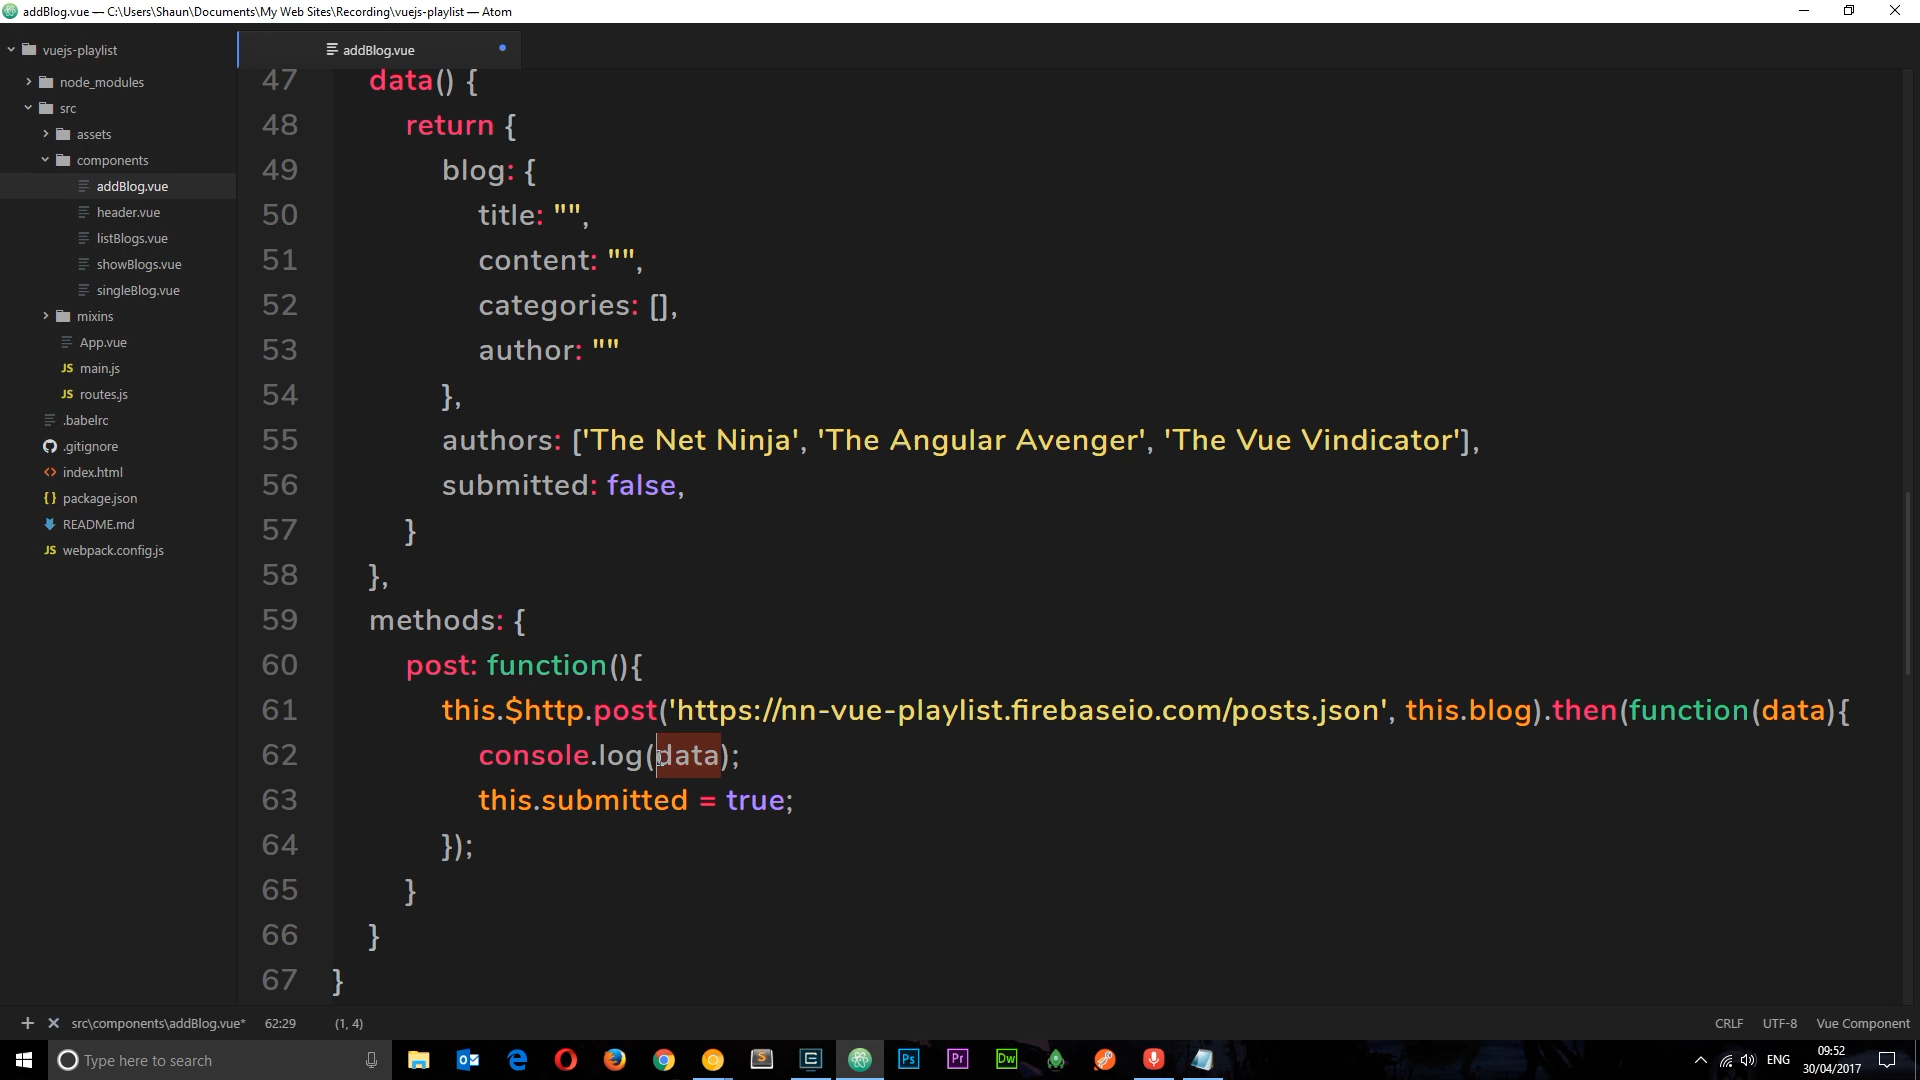 addBlog.vue — C:\Users\Shaun\Documents\My Web Sites\Recording\vuejs-playlist — Atom
vuejs-playlist
node_modules
src
assets
components
addBlog.vue
header.vue
listBlogs.vue
showBlogs.vue
singleBlog.vue
mixins
App.vue
JS main.js
JS routes.js
.babelrc
.gitignore
<> index.html
{} package.json
README.md
JS webpack.config.js
addBlog.vue
47 data() {
48 return {
49 blog: {
50 title: "",
51 content: "",
52 categories: [],
53 author: ""
54 },
55 authors: ['The Net Ninja', 'The Angular Avenger', 'The Vue Vindicator'],
56 submitted: false,
57 }
58 },
59 methods: {
60 post: function(){
61 this.$http.post('https://nn-vue-playlist.firebaseio.com/posts.json', this.blog).then(function(data){
62 console.log(data);
63 this.submitted = true;
64 });
65 }
66 }
67 }
src\components\addBlog.vue* 62:29 (1, 4) CRLF UTF-8 Vue Component
Type here to search
S
Ps
Pr
Dw
ENG
09:52
30/04/2017